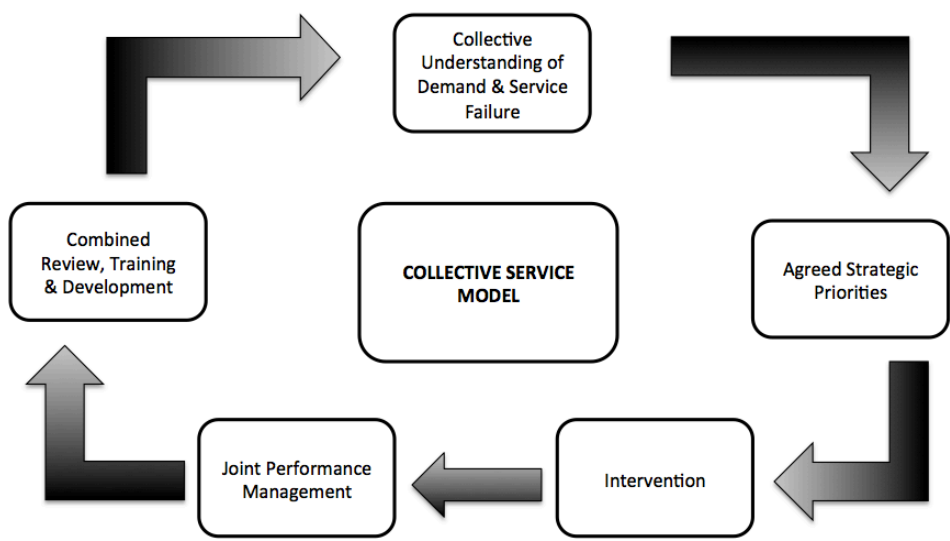 Collective
Understanding of
Demand & Service
Failure
Combined
Review, Training
& Development
COLLECTIVE SERVICE
MODEL
Agreed Strategic
Priorities
Joint Performance
Management
Intervention